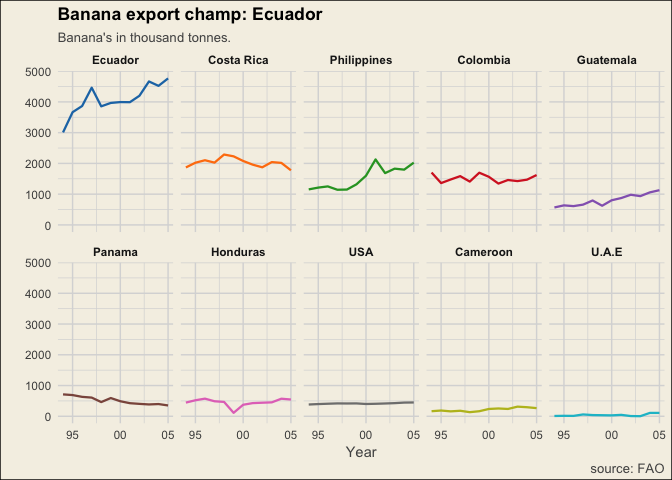 Banana export champ: Ecuador
Banana's in thousand tonnes.
Ecuador Costa Rica Philippines Colombia Guatemala
5000
4000
3000
2000
1000
0
Panama Honduras USA Cameroon U.A.E
5000
4000
3000
2000
1000
0
95 00 05 95 00 05 95 00 05 95 00 05 95 00 05
Year
source: FAO